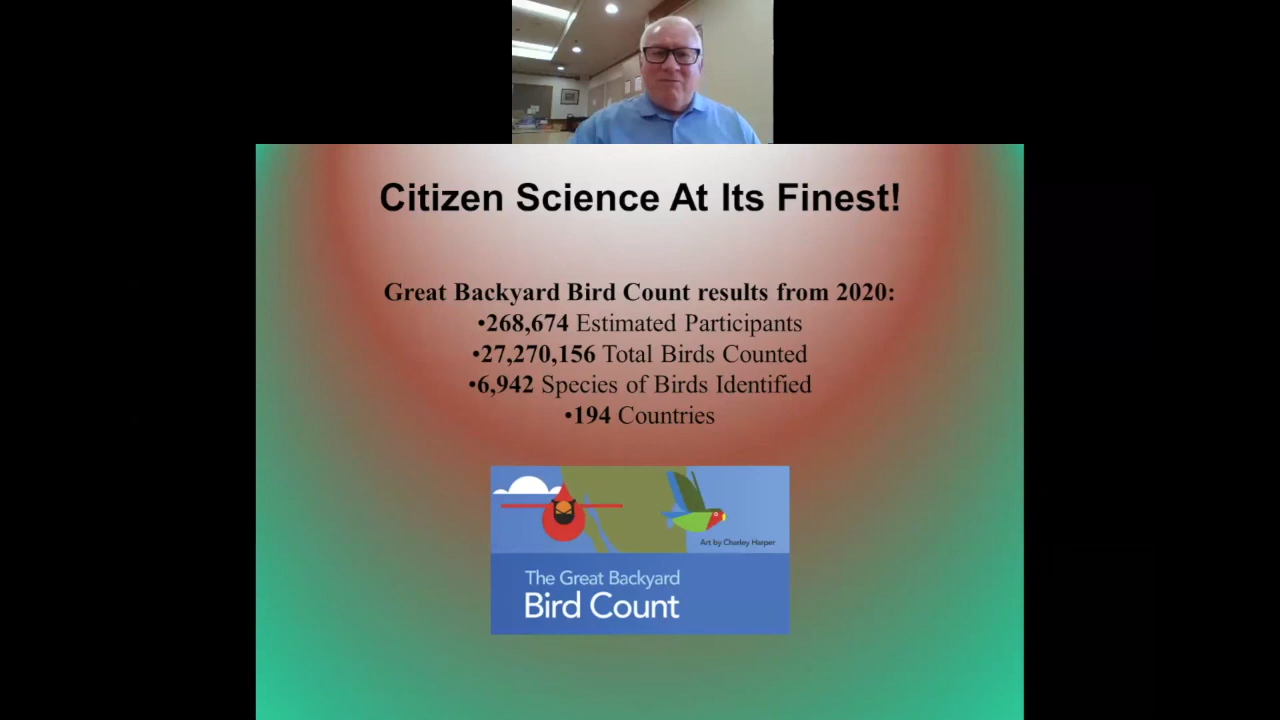 Citizen Science At Its Finest!
Great Backyard Bird Count results from 2020:
•268,674 Estimated Participants
•27,270,156 Total Birds Counted
•6,942 Species of Birds Identified
•194 Countries
Art by Charley Harper
The Great Backyard
Bird Count